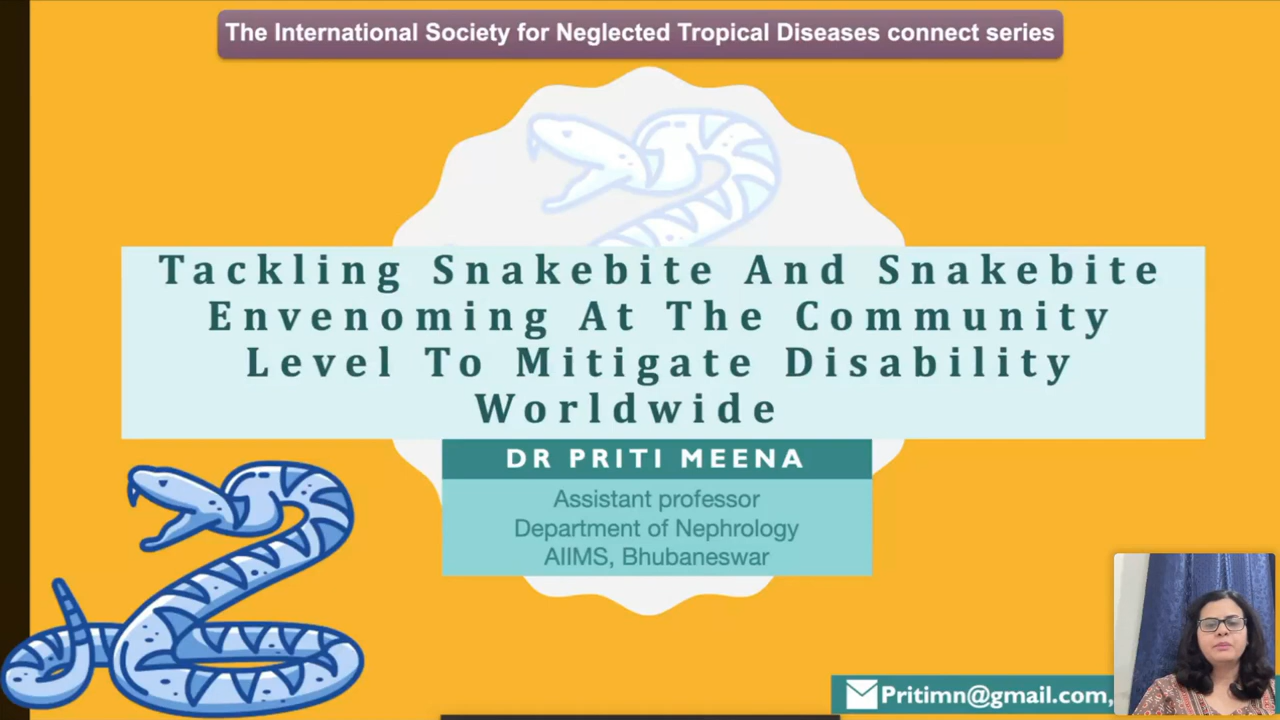 The International Society for Neglected Tropical Diseases connect series
Tackling Snakebite And Snakebite
Envenoming At The Community
Level To Mitigate Disability
Worldwide
DR PRITI MEENA
Assistant professor
Department of Nephrology
AIIMS, Bhubaneswar
Pritimn@gmail.com,